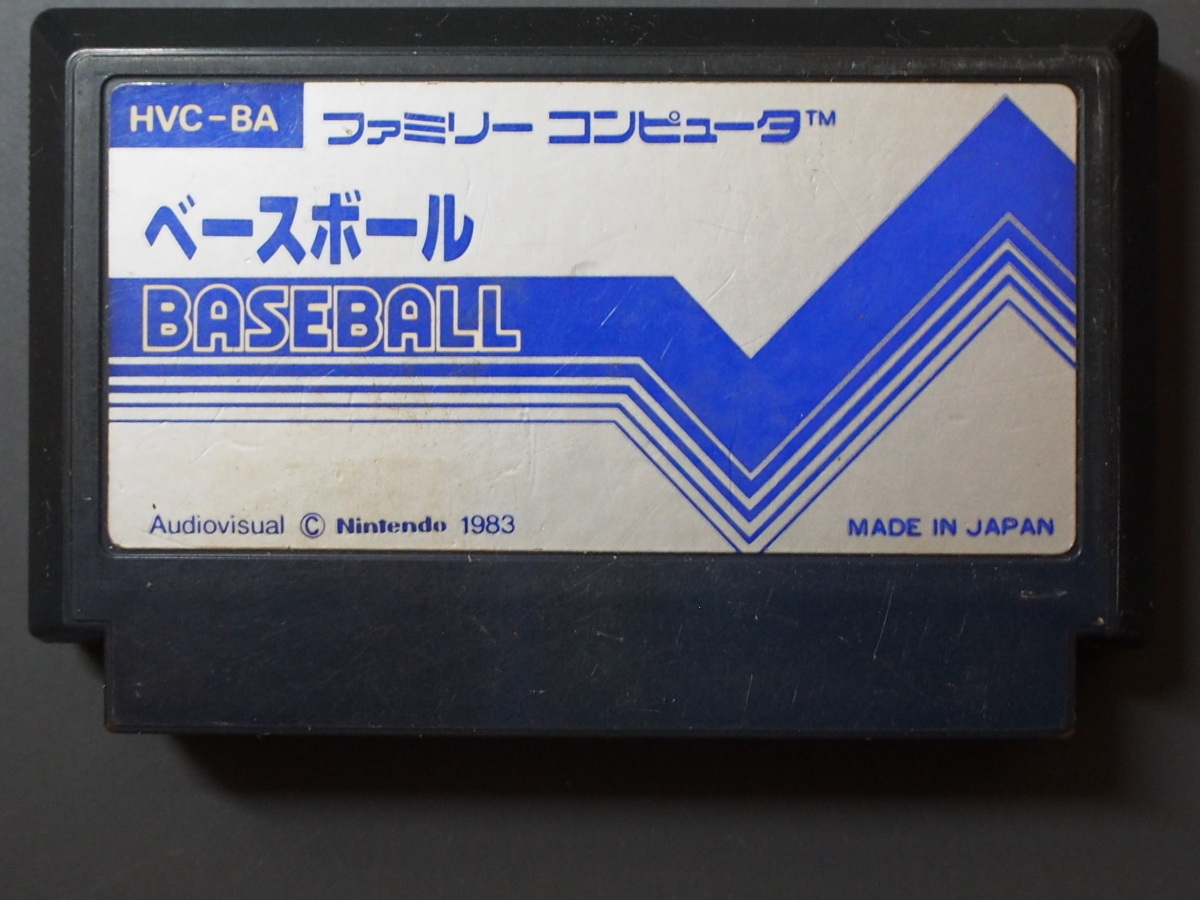 HVC-BA
ファミリー コンピュータ™
ベースボール
BASEBALL
Audiovisual © Nintendo 1983
MADE IN JAPAN